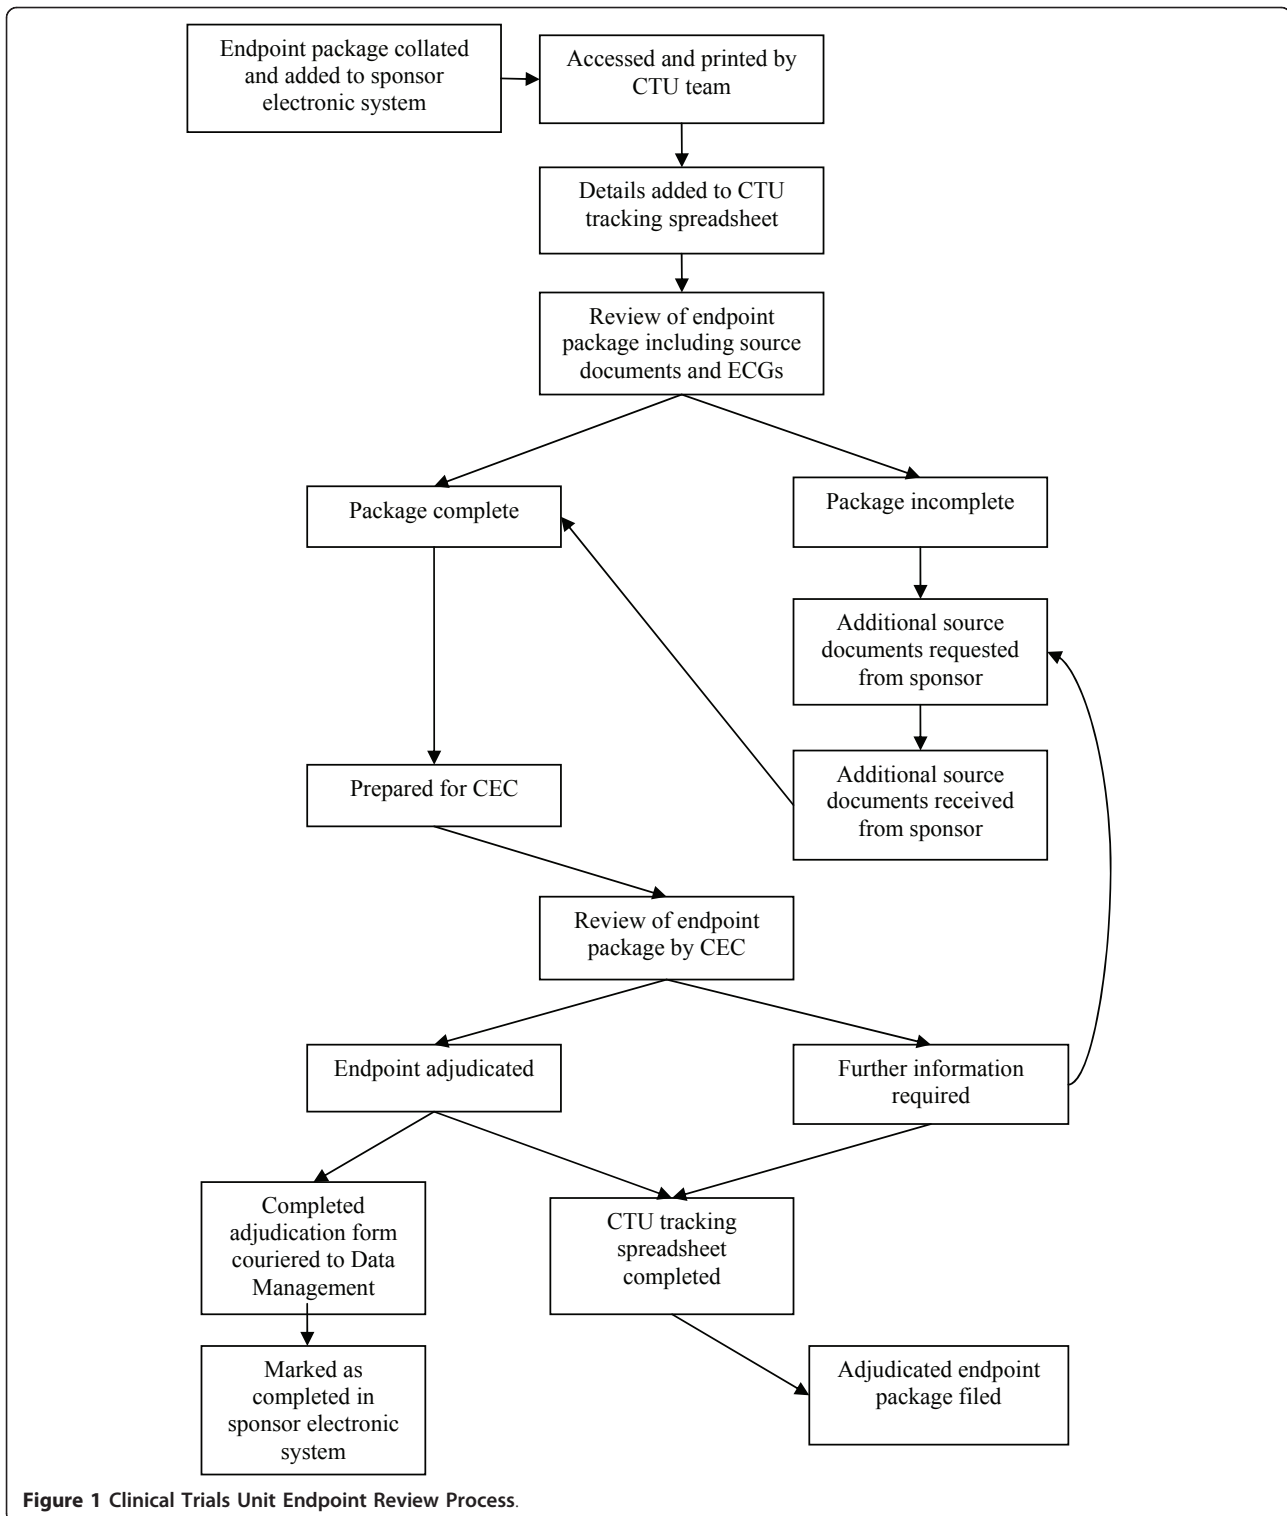 Endpoint package collated
and added to sponsor
electronic system
Accessed and printed by
CTU team
Details added to CTU
tracking spreadsheet
Review of endpoint
package including source
documents and ECGs
Package complete
Package incomplete
Additional source
documents requested
from sponsor
Additional source
documents received
from sponsor
Prepared for CEC
Review of endpoint
package by CEC
Endpoint adjudicated
Further information
required
Completed
adjudication form
couriered to Data
Management
CTU tracking
spreadsheet
completed
Marked as
completed in
sponsor electronic
system
Adjudicated endpoint
package filed
Figure 1 Clinical Trials Unit Endpoint Review Process.